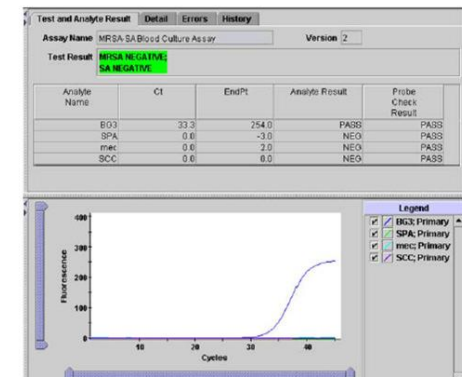 Test and Analyte Result Detail Errors History
Assay Name MRSA-SA Blood Culture Assay Version 2
Test Result MRSA NEGATIVE;
SA NEGATIVE
Analyte Name Ct EndPt Analyte Result Probe Check Result
BG3 33.3 254.0 PASS PASS
SPA 0.0 -3.0 NEG PASS
mec 0.0 2.0 NEG PASS
SCC 0.0 0.0 NEG PASS
Legend
BG3; Primary
SPA; Primary
mec; Primary
SCC; Primary
Fluorescence
400
300
200
100
0
10 20 30 40
Cycles